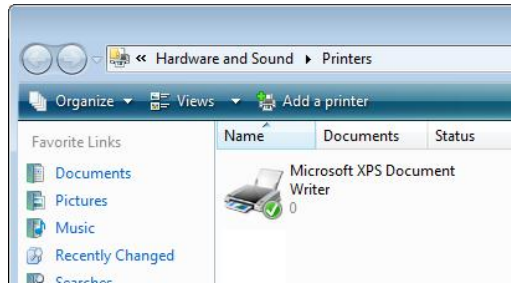 « Hardware and Sound ▸ Printers
Organize Views Add a printer
Favorite Links
Name Documents Status
Documents
Pictures
Music
Recently Changed
Searches
Microsoft XPS Document
Writer
0